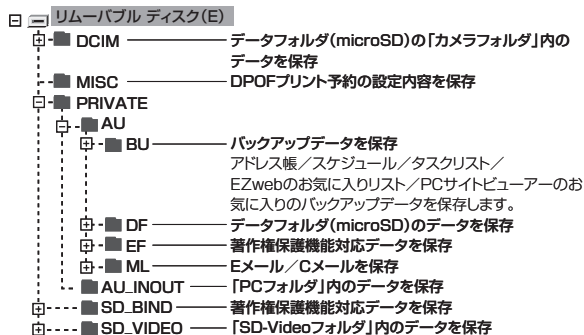 リムーバブル ディスク（E）
DCIM データフォルダ（microSD）の「カメラフォルダ」内の
データを保存
MISC DPOFプリント予約の設定内容を保存
PRIVATE
AU
BU バックアップデータを保存
アドレス帳／スケジュール／タスクリスト／
EZwebのお気に入りリスト／PCサイトビューアーのお
気に入りのバックアップデータを保存します。
DF データフォルダ（microSD）のデータを保存
EF 著作権保護機能対応データを保存
ML Eメール／Cメールを保存
AU_INOUT 「PCフォルダ」内のデータを保存
SD_BIND 著作権保護機能対応データを保存
SD_VIDEO 「SD-Videoフォルダ」内のデータを保存